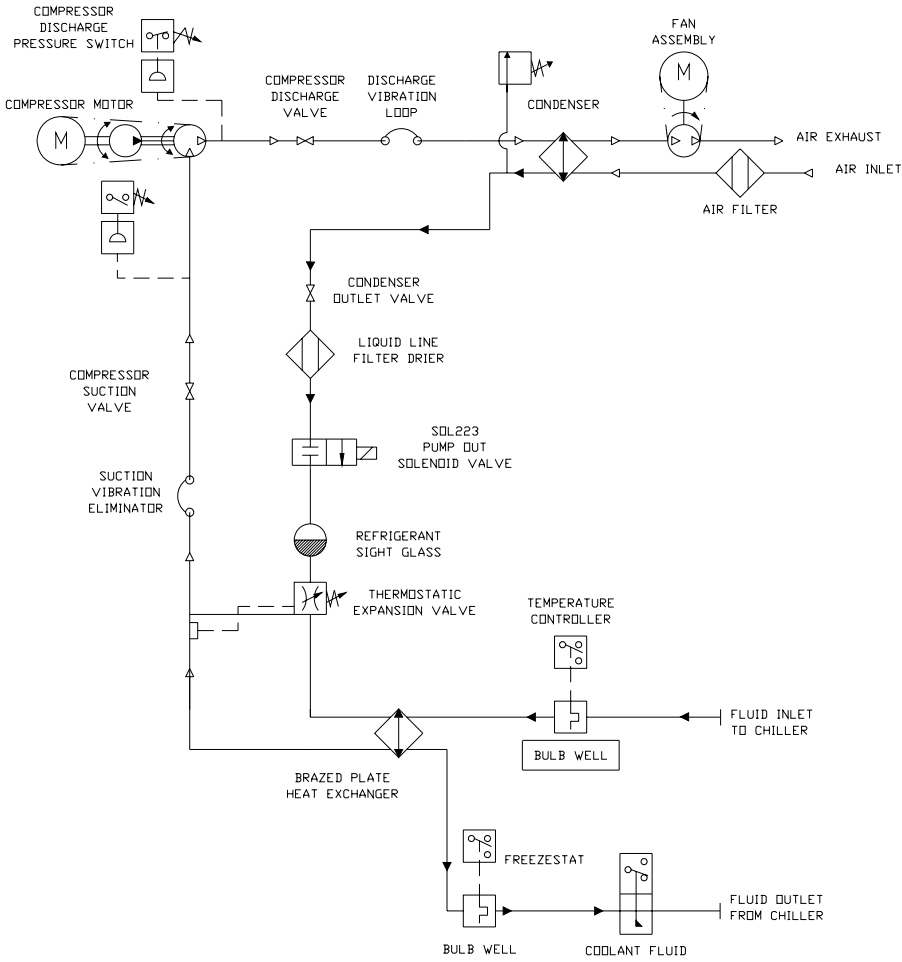 COMPRESSOR
DISCHARGE
PRESSURE SWITCH
FAN
ASSEMBLY
M
COMPRESSOR
DISCHARGE
VALVE
DISCHARGE
VIBRATION
LOOP
CONDENSER
COMPRESSOR MOTOR
M
AIR EXHAUST
AIR INLET
AIR FILTER
CONDENSER
OUTLET VALVE
LIQUID LINE
FILTER DRIER
COMPRESSOR
SUCTION
VALVE
SOL223
PUMP OUT
SOLENOID VALVE
SUCTION
VIBRATION
ELIMINATOR
REFRIGERANT
SIGHT GLASS
THERMOSTATIC
EXPANSION VALVE
TEMPERATURE
CONTROLLER
FLUID INLET
TO CHILLER
BULB WELL
BRAZED PLATE
HEAT EXCHANGER
FREEZESTAT
FLUID OUTLET
FROM CHILLER
BULB WELL
COOLANT FLUID